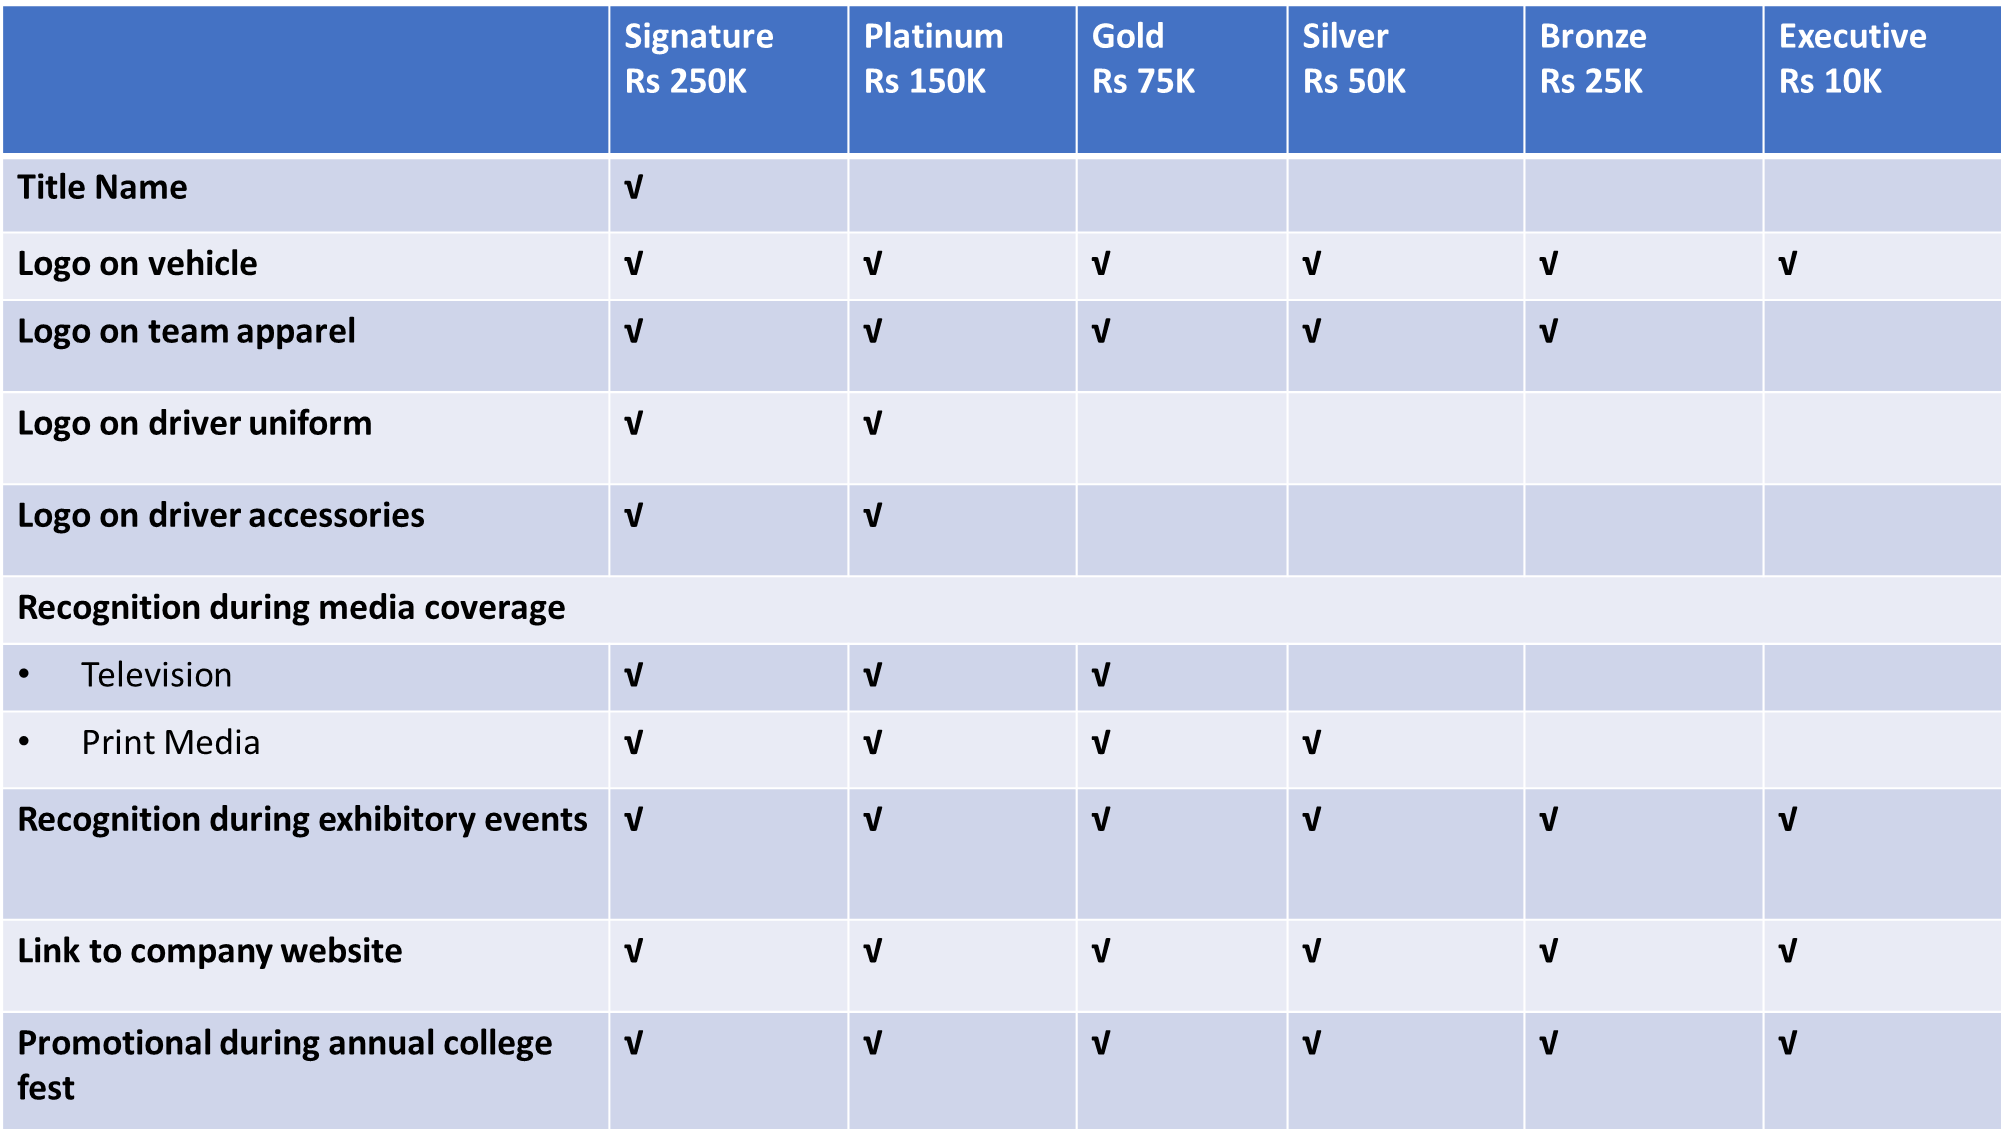 Signature Platinum Gold Silver Bronze Executive
Rs 250K Rs 150K Rs 75K Rs 50K Rs 25K Rs 10K
Title Name √
Logo on vehicle √ √ √ √ √ √
Logo on team apparel √ √ √ √ √
Logo on driver uniform √ √
Logo on driver accessories √ √
Recognition during media coverage
• Television √ √ √
• Print Media √ √ √ √
Recognition during exhibitory events √ √ √ √ √ √
Link to company website √ √ √ √ √ √
Promotional during annual college √ √ √ √ √ √
fest